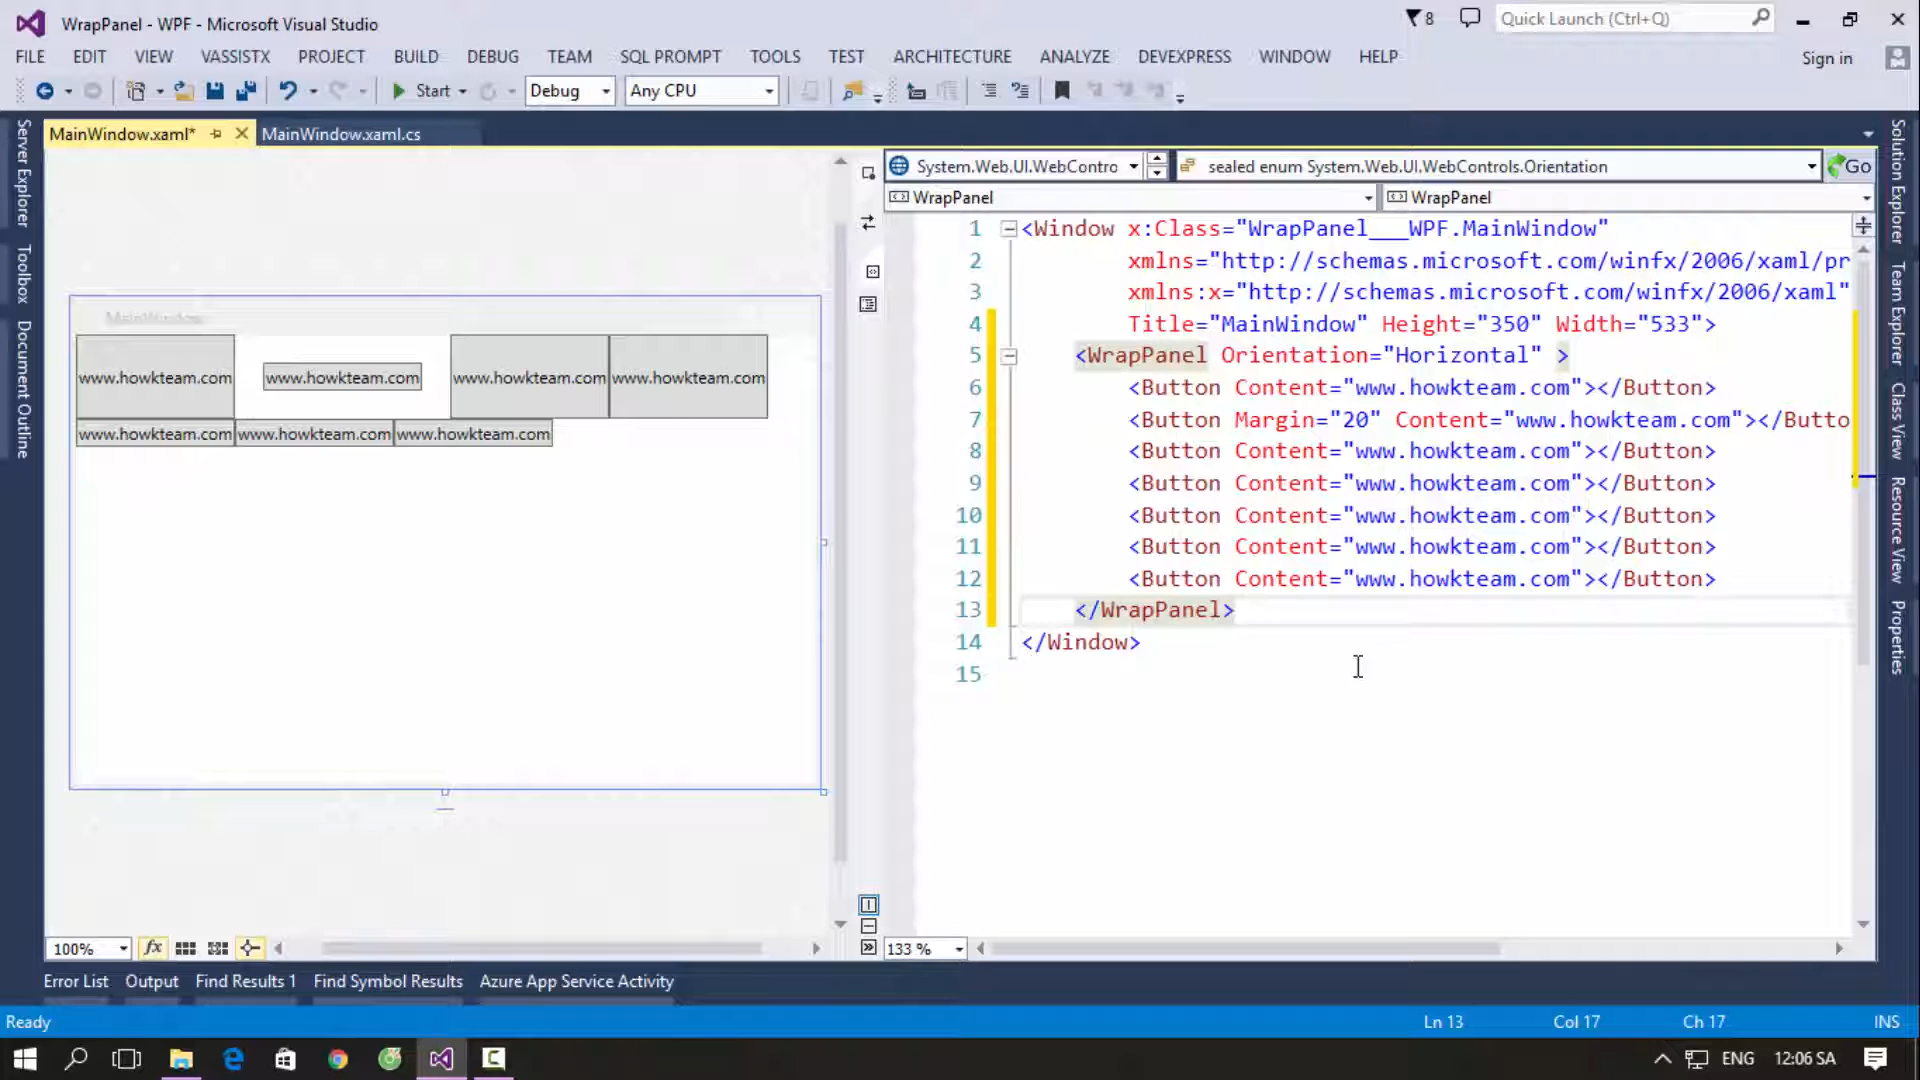 WrapPanel - WPF - Microsoft Visual Studio
8
Quick Launch (Ctrl+Q)
FILE EDIT VIEW VASSISTX PROJECT BUILD DEBUG TEAM SQL PROMPT TOOLS TEST ARCHITECTURE ANALYZE DEVEXPRESS WINDOW HELP
Sign in
Start Debug Any CPU
MainWindow.xaml* MainWindow.xaml.cs
Server Explorer
Toolbox
Document Outline
MainWindow
www.howkteam.com www.howkteam.com www.howkteam.com www.howkteam.com
www.howkteam.com www.howkteam.com www.howkteam.com
System.Web.UI.WebContro sealed enum System.Web.UI.WebControls.Orientation Go
WrapPanel WrapPanel
1 <Window x:Class="WrapPanel___WPF.MainWindow"
2 xmlns="http://schemas.microsoft.com/winfx/2006/xaml/pr
3 xmlns:x="http://schemas.microsoft.com/winfx/2006/xaml"
4 Title="MainWindow" Height="350" Width="533">
5 <WrapPanel Orientation="Horizontal" >
6 <Button Content="www.howkteam.com"></Button>
7 <Button Margin="20" Content="www.howkteam.com"></Butto
8 <Button Content="www.howkteam.com"></Button>
9 <Button Content="www.howkteam.com"></Button>
10 <Button Content="www.howkteam.com"></Button>
11 <Button Content="www.howkteam.com"></Button>
12 <Button Content="www.howkteam.com"></Button>
13 </WrapPanel>
14 </Window>
15
Solution Explorer
Team Explorer
Class View
Resource View
Properties
100% fx
133 %
Error List Output Find Results 1 Find Symbol Results Azure App Service Activity
Ready Ln 13 Col 17 Ch 17 INS
ENG 12:06 SA